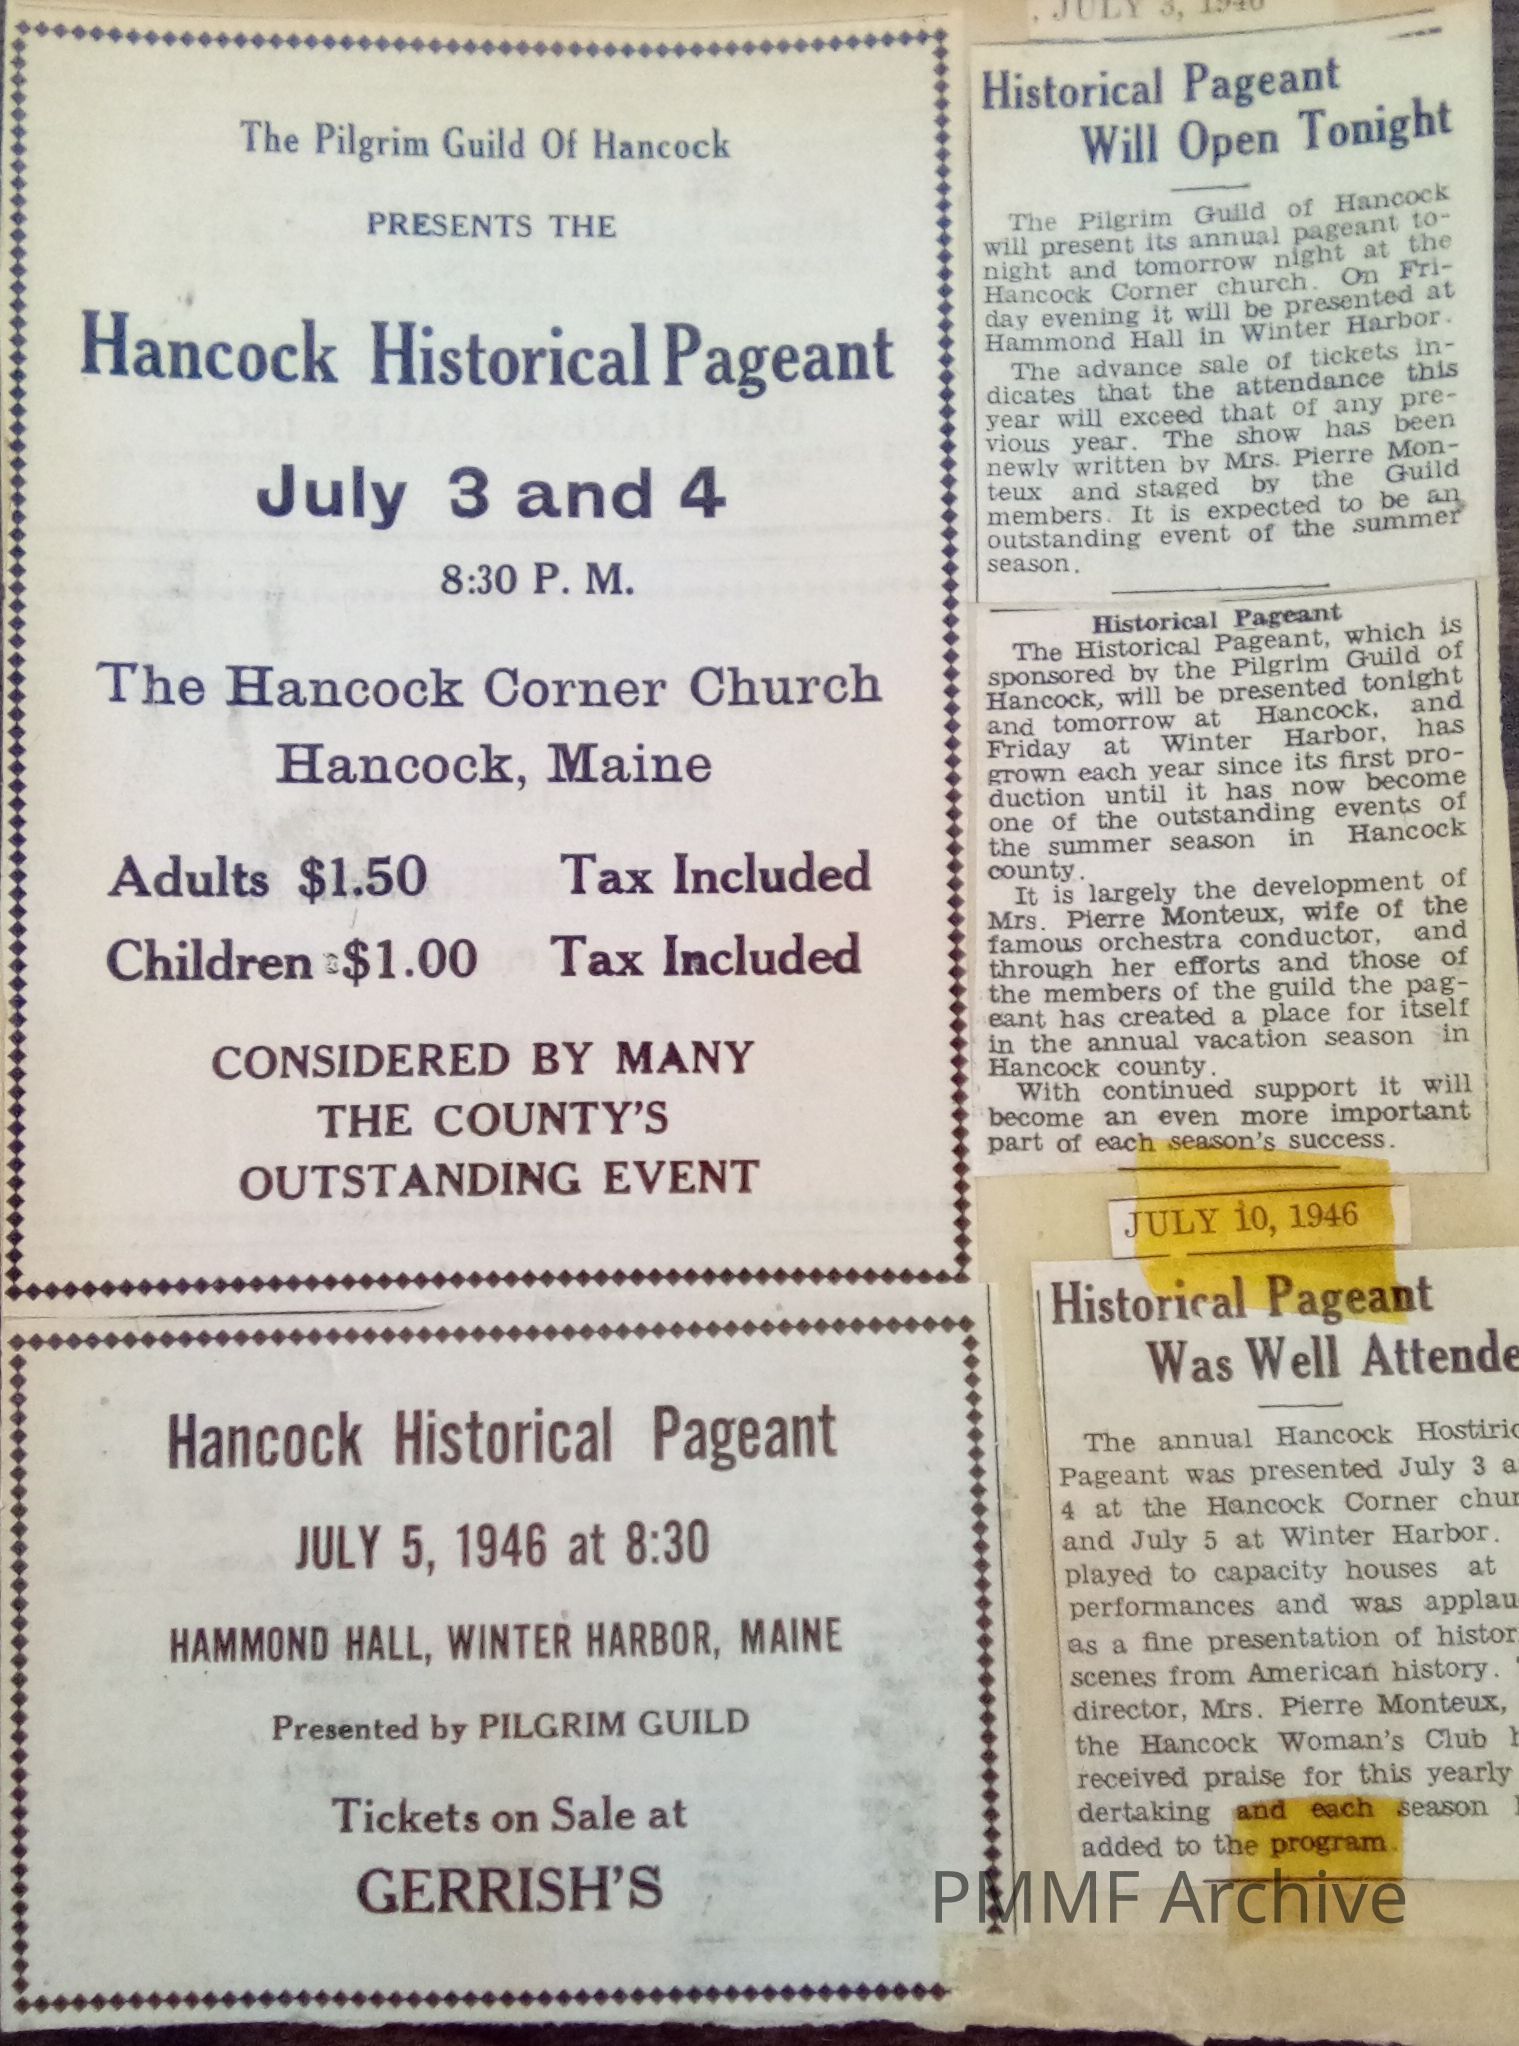 The Pilgrim Guild Of Hancock
PRESENTS THE
Hancock Historical Pageant
July 3 and 4
8:30 P. M.
The Hancock Corner Church
Hancock, Maine
Adults $1.50 Tax Included
Children $1.00 Tax Included
CONSIDERED BY MANY
THE COUNTY'S
OUTSTANDING EVENT
Hancock Historical Pageant
JULY 5, 1946 at 8:30
HAMMOND HALL, WINTER HARBOR, MAINE
Presented by PILGRIM GUILD
Tickets on Sale at
GERRISH'S
, JULY 3, 1946
Historical Pageant
Will Open Tonight
The Pilgrim Guild of Hancock
will present its annual pageant to-
night and tomorrow night at the
Hancock Corner church. On Fri-
day evening it will be presented at
Hammond Hall in Winter Harbor.
The advance sale of tickets in-
dicates that the attendance this
year will exceed that of any pre-
vious year. The show has been
newly written by Mrs. Pierre Mon-
teux and staged by the Guild
members. It is expected to be an
outstanding event of the summer
season.
Historical Pageant
The Historical Pageant, which is
sponsored by the Pilgrim Guild of
Hancock, will be presented tonight
and tomorrow at Hancock, and
Friday at Winter Harbor, has
grown each year since its first pro-
duction until it has now become
one of the outstanding events of
the summer season in Hancock
county.
It is largely the development of
Mrs. Pierre Monteux, wife of the
famous orchestra conductor, and
through her efforts and those of
the members of the guild the pag-
eant has created a place for itself
in the annual vacation season in
Hancock county.
With continued support it will
become an even more important
part of each season's success.
JULY 10, 1946
Historical Pageant
Was Well Attende
The annual Hancock Hostiric
Pageant was presented July 3 a
4 at the Hancock Corner chur
and July 5 at Winter Harbor.
played to capacity houses at
performances and was applau
as a fine presentation of histor
scenes from American history.
director, Mrs. Pierre Monteux,
the Hancock Woman's Club h
received praise for this yearly
dertaking and each season
added to the program.
PMMF Archive